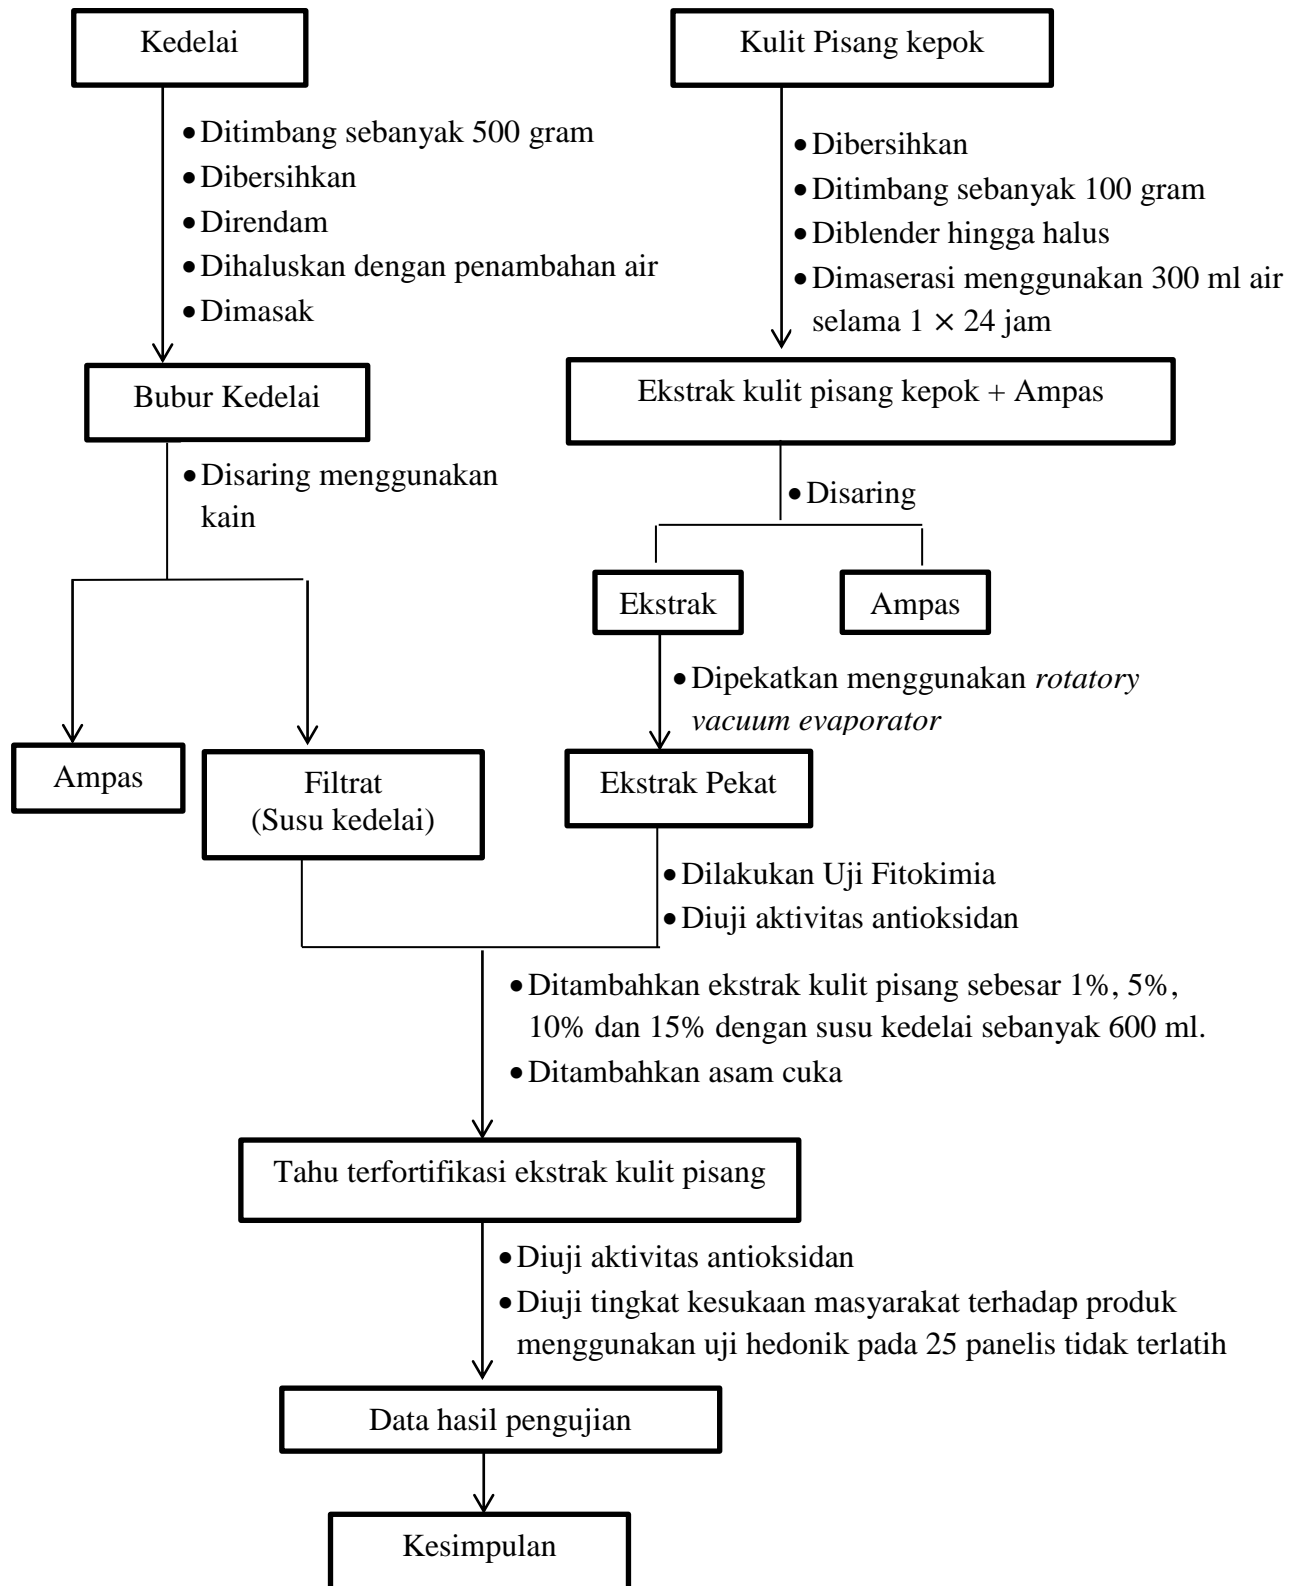 Kedelai
• Ditimbang sebanyak 500 gram
• Dibersihkan
• Direndam
• Dihaluskan dengan penambahan air
• Dimasak
Bubur Kedelai
• Disaring menggunakan
kain
Ampas
Filtrat
(Susu kedelai)
Kulit Pisang kepok
• Dibersihkan
• Ditimbang sebanyak 100 gram
• Diblender hingga halus
• Dimaserasi menggunakan 300 ml air
selama 1 × 24 jam
Ekstrak kulit pisang kepok + Ampas
• Disaring
Ekstrak
Ampas
• Dipekatkan menggunakan rotatory
vacuum evaporator
Ekstrak Pekat
• Dilakukan Uji Fitokimia
• Diuji aktivitas antioksidan
• Ditambahkan ekstrak kulit pisang sebesar 1%, 5%,
10% dan 15% dengan susu kedelai sebanyak 600 ml.
• Ditambahkan asam cuka
Tahu terfortifikasi ekstrak kulit pisang
• Diuji aktivitas antioksidan
• Diuji tingkat kesukaan masyarakat terhadap produk
menggunakan uji hedonik pada 25 panelis tidak terlatih
Data hasil pengujian
Kesimpulan